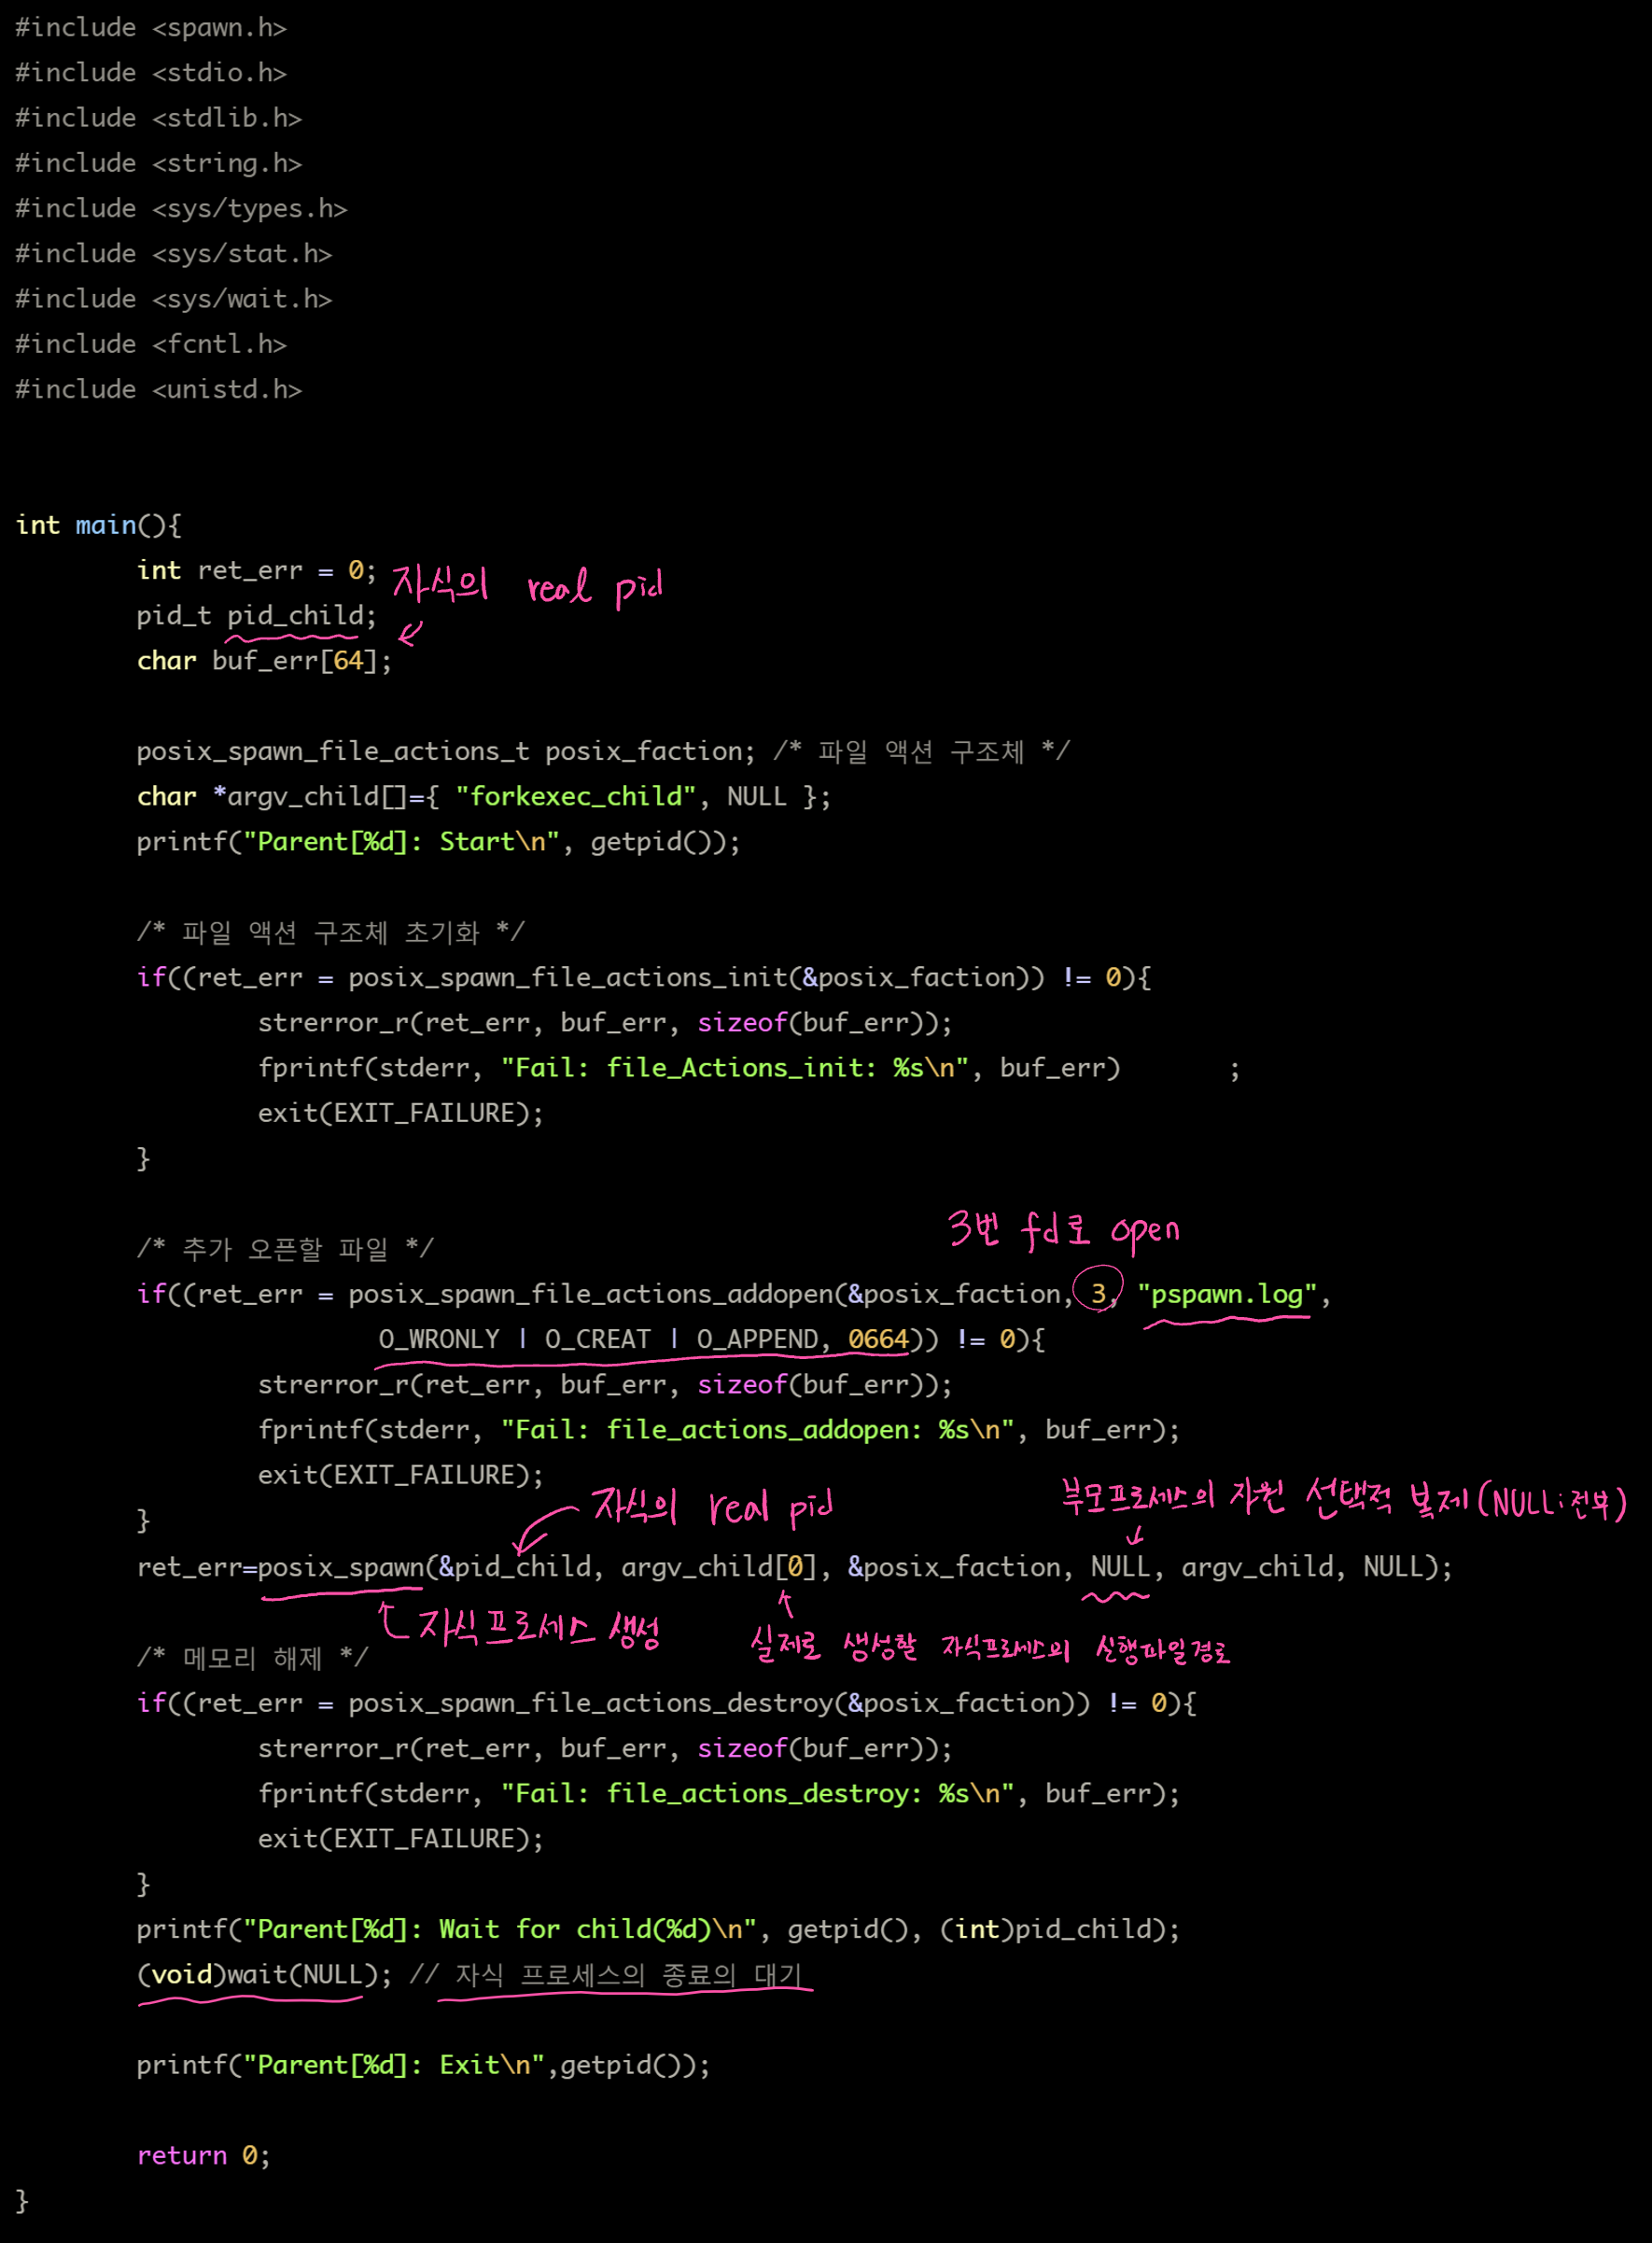 #include <spawn.h>
#include <stdio.h>
#include <stdlib.h>
#include <string.h>
#include <sys/types.h>
#include <sys/stat.h>
#include <sys/wait.h>
#include <fcntl.h>
#include <unistd.h>
int main(){
int ret_err = 0;
자식의 real pid
pid_t pid_child;
char buf_err[64];
posix_spawn_file_actions_t posix_faction; /* 파일 액션 구조체 */
char *argv_child[]={ "forkexec_child", NULL };
printf("Parent[%d]: Start\n", getpid());
/* 파일 액션 구조체 초기화 */
if((ret_err = posix_spawn_file_actions_init(&posix_faction)) != 0){
strerror_r(ret_err, buf_err, sizeof(buf_err));
fprintf(stderr, "Fail: file_Actions_init: %s\n", buf_err)       ;
exit(EXIT_FAILURE);
}
3번 fd로 open
/* 추가 오픈할 파일 */
if((ret_err = posix_spawn_file_actions_addopen(&posix_faction, 3, "pspawn.log",
O_WRONLY | O_CREAT | O_APPEND, 0664)) != 0){
strerror_r(ret_err, buf_err, sizeof(buf_err));
fprintf(stderr, "Fail: file_actions_addopen: %s\n", buf_err);
exit(EXIT_FAILURE);
부모프로세스의 자원 선택적 복제(NULL:전부)
자식의 real pid
}
ret_err=posix_spawn(&pid_child, argv_child[0], &posix_faction, NULL, argv_child, NULL);
자식프로세스 생성
실제로 생성할 자식프로세스의 실행파일경로
/* 메모리 해제 */
if((ret_err = posix_spawn_file_actions_destroy(&posix_faction)) != 0){
strerror_r(ret_err, buf_err, sizeof(buf_err));
fprintf(stderr, "Fail: file_actions_destroy: %s\n", buf_err);
exit(EXIT_FAILURE);
}
printf("Parent[%d]: Wait for child(%d)\n", getpid(), (int)pid_child);
(void)wait(NULL); // 자식 프로세스의 종료의 대기
printf("Parent[%d]: Exit\n",getpid());
return 0;
}